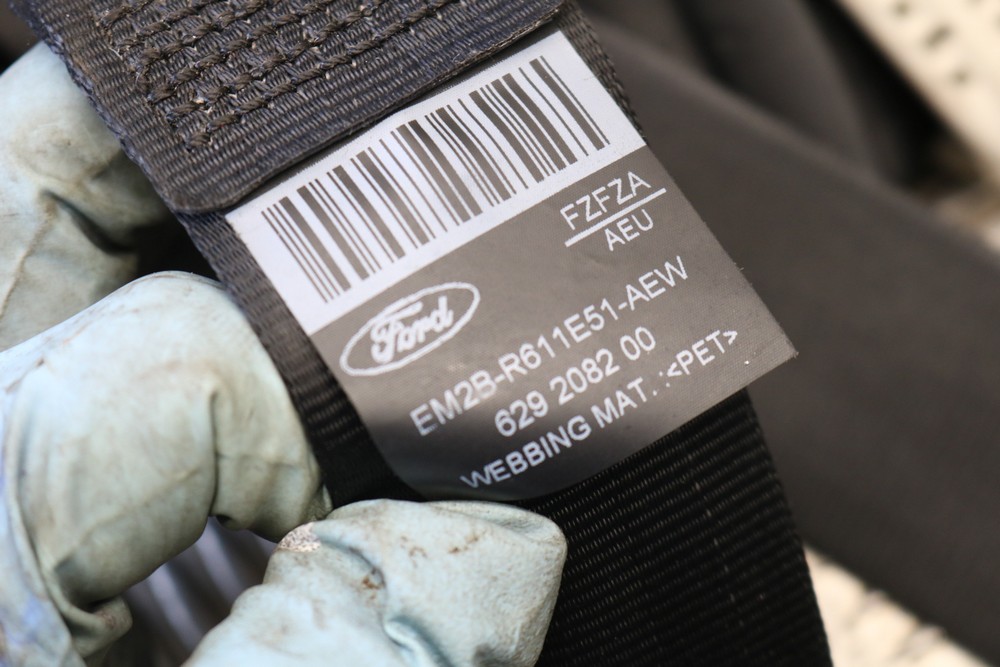 FZFZA
AEU
Ford
EM2B-R611E51-AEW
629 2082 00
WEBBING MAT.:<PET>